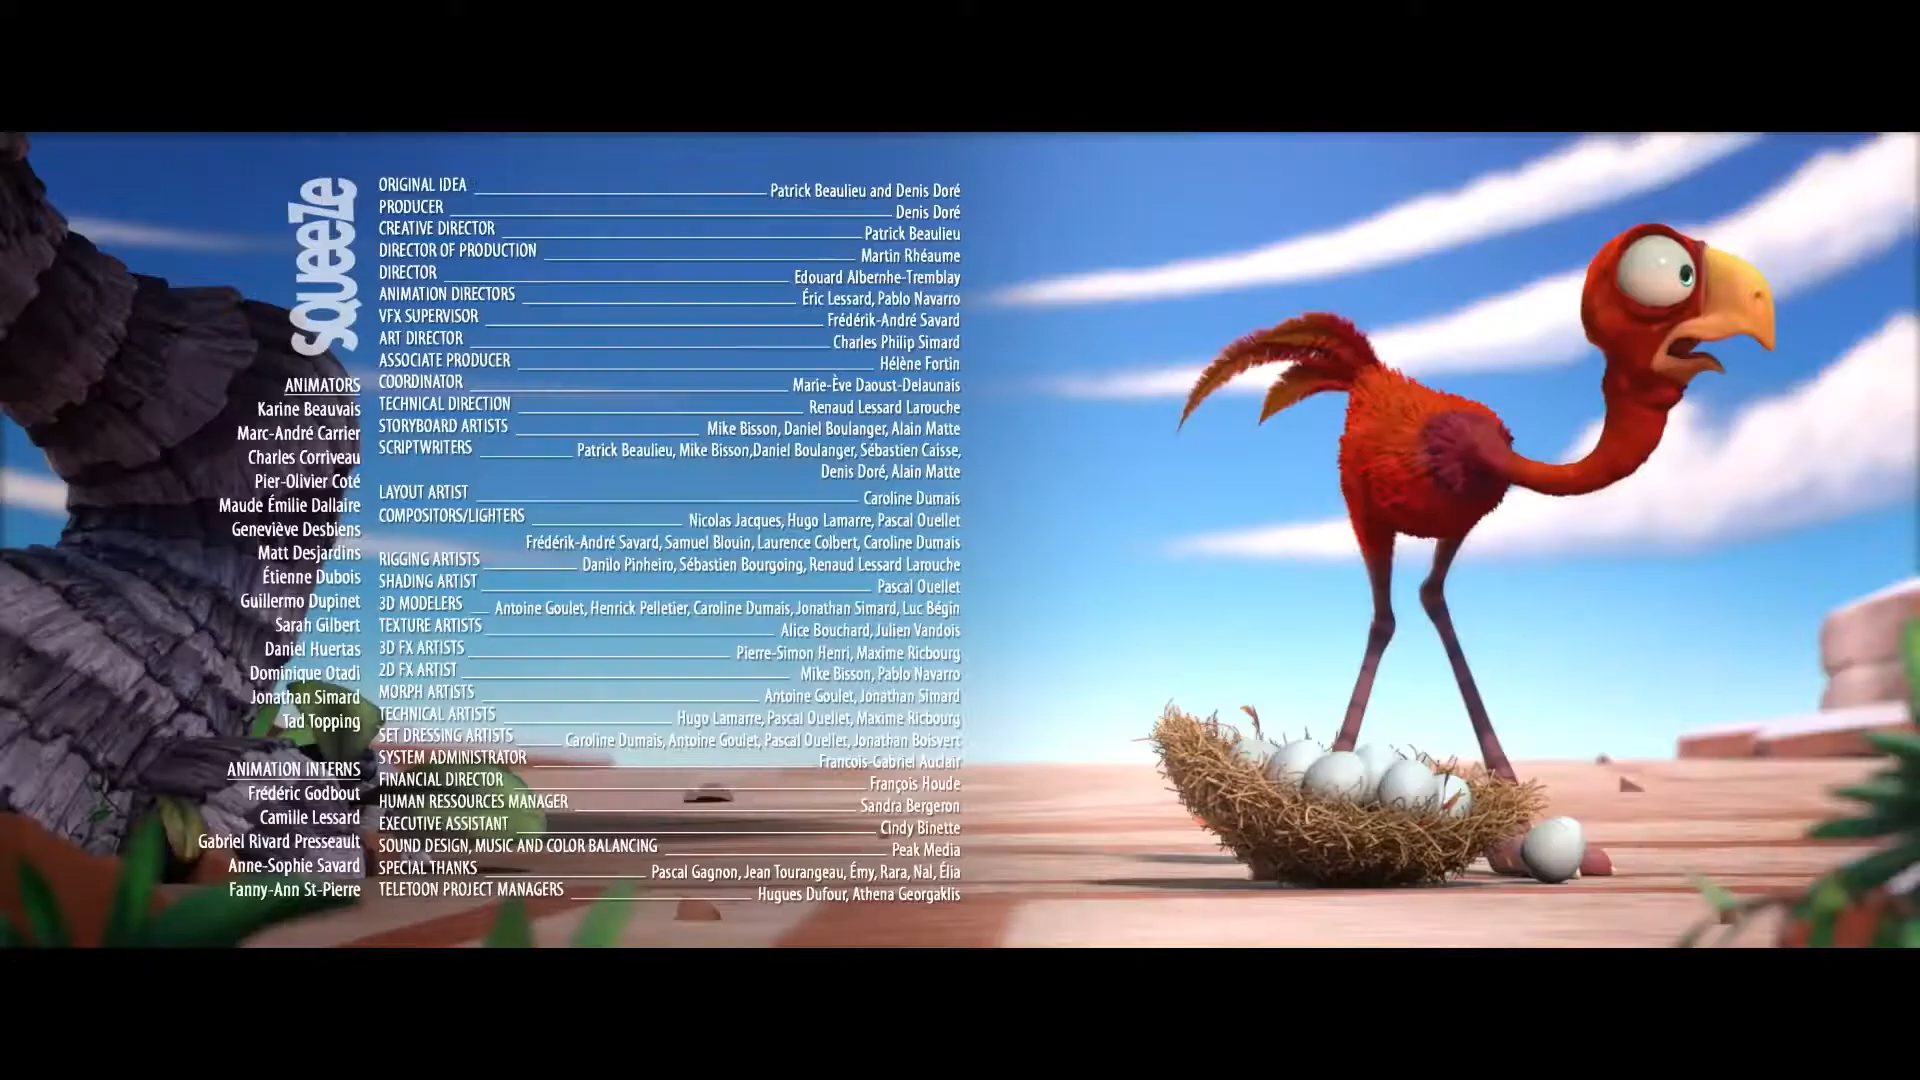 squeeze
ANIMATORS
Karine Beauvais
Marc-André Carrier
Charles Corriveau
Pier-Olivier Coté
Maude Émilie Dallaire
Geneviève Desbiens
Matt Desjardins
Étienne Dubois
Guillermo Dupinet
Sarah Gilbert
Daniel Huertas
Dominique Otadi
Jonathan Simard
Tad Topping
ANIMATION INTERNS
Frédéric Godbout
Camille Lessard
Gabriel Rivard Presseault
Anne-Sophie Savard
Fanny-Ann St-Pierre
ORIGINAL IDEA Patrick Beaulieu and Denis Doré
PRODUCER Denis Doré
CREATIVE DIRECTOR Patrick Beaulieu
DIRECTOR OF PRODUCTION Martin Rhéaume
DIRECTOR Edouard Albernhe-Tremblay
ANIMATION DIRECTORS Éric Lessard, Pablo Navarro
VFX SUPERVISOR Frédérik-André Savard
ART DIRECTOR Charles Philip Simard
ASSOCIATE PRODUCER Hélène Fortin
COORDINATOR Marie-Ève Daoust-Delaunais
TECHNICAL DIRECTION Renaud Lessard Larouche
STORYBOARD ARTISTS Mike Bisson, Daniel Boulanger, Alain Matte
SCRIPTWRITERS Patrick Beaulieu, Mike Bisson,Daniel Boulanger, Sébastien Caisse,
Denis Doré, Alain Matte
LAYOUT ARTIST Caroline Dumais
COMPOSITORS/LIGHTERS Nicolas Jacques, Hugo Lamarre, Pascal Ouellet
Frédérik-André Savard, Samuel Blouin, Laurence Colbert, Caroline Dumais
RIGGING ARTISTS Danilo Pinheiro, Sébastien Bourgoing, Renaud Lessard Larouche
SHADING ARTIST Pascal Ouellet
3D MODELERS Antoine Goulet, Henrick Pelletier, Caroline Dumais, Jonathan Simard, Luc Bégin
TEXTURE ARTISTS Alice Bouchard, Julien Vandois
3D FX ARTISTS Pierre-Simon Henri, Maxime Ricbourg
2D FX ARTIST Mike Bisson, Pablo Navarro
MORPH ARTISTS Antoine Goulet, Jonathan Simard
TECHNICAL ARTISTS Hugo Lamarre, Pascal Ouellet, Maxime Ricbourg
SET DRESSING ARTISTS Caroline Dumais, Antoine Goulet, Pascal Ouellet, Jonathan Boisvert
SYSTEM ADMINISTRATOR Francois-Gabriel Auclair
FINANCIAL DIRECTOR François Houde
HUMAN RESSOURCES MANAGER Sandra Bergeron
EXECUTIVE ASSISTANT Cindy Binette
SOUND DESIGN, MUSIC AND COLOR BALANCING Peak Media
SPECIAL THANKS Pascal Gagnon, Jean Tourangeau, Émy, Rara, Nal, Élia
TELETOON PROJECT MANAGERS Hugues Dufour, Athena Georgaklis